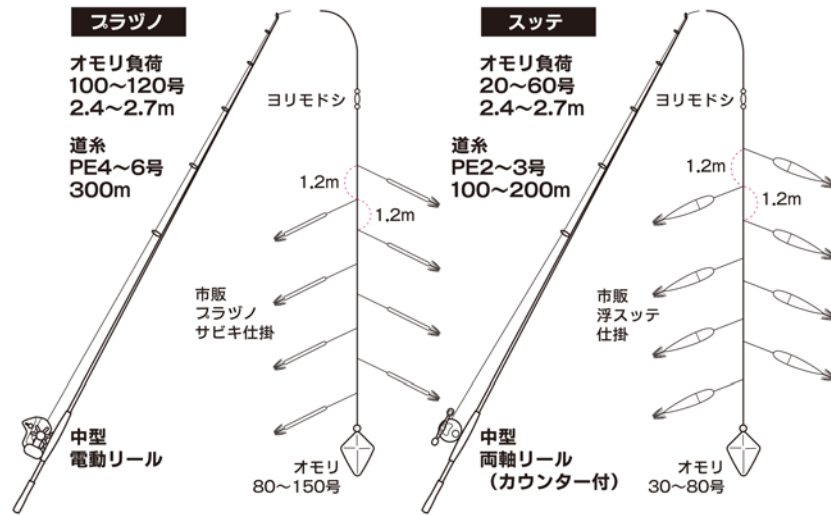 プラヅノ
オモリ負荷
100〜120号
2.4〜2.7m
道糸
PE4〜6号
300m
ヨリモドシ
1.2m
1.2m
市販
プラヅノ
サビキ仕掛
中型
電動リール
オモリ
80〜150号
スッテ
オモリ負荷
20〜60号
2.4〜2.7m
道糸
PE2〜3号
100〜200m
ヨリモドシ
1.2m
1.2m
市販
浮スッテ
仕掛
中型
両軸リール
（カウンター付）
オモリ
30〜80号